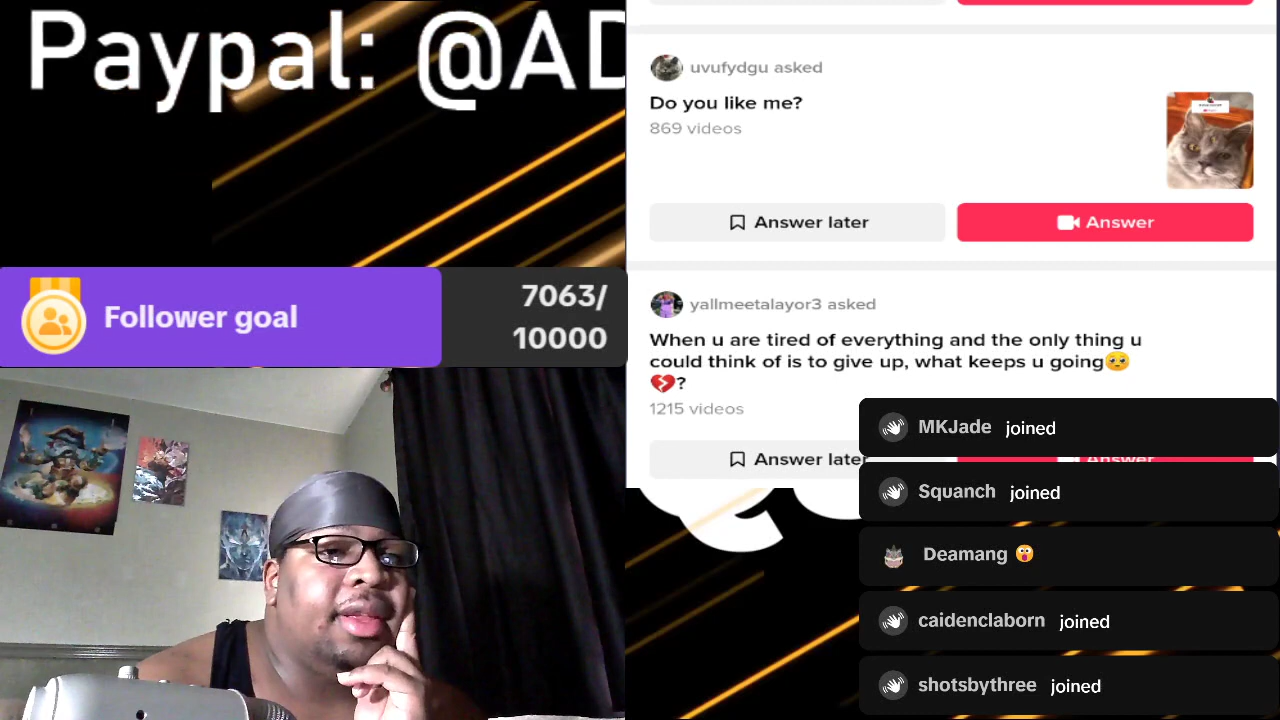 Paypal: @AD
Follower goal
7063/
10000
uvufydgu asked
Do you like me?
869 videos
Answer later
Answer
yallmeetalayor3 asked
When u are tired of everything and the only thing u
could think of is to give up, what keeps u going🥺
💔?
1215 videos
Answer later
Answer
MKJade joined
Squanch joined
Deamang 😲
caidenclaborn joined
shotsbythree joined